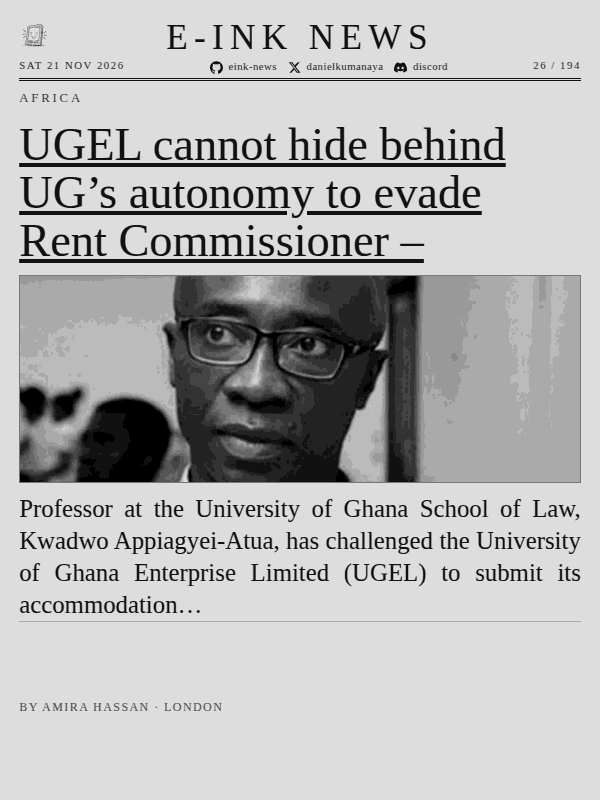 E-INK NEWS
SAT 21 NOV 2026
eink-news danielkumanaya discord
26 / 194
AFRICA
UGEL cannot hide behind
UG’s autonomy to evade
Rent Commissioner –
Professor at the University of Ghana School of Law,
Kwadwo Appiagyei-Atua, has challenged the University
of Ghana Enterprise Limited (UGEL) to submit its
accommodation…
BY AMIRA HASSAN · LONDON